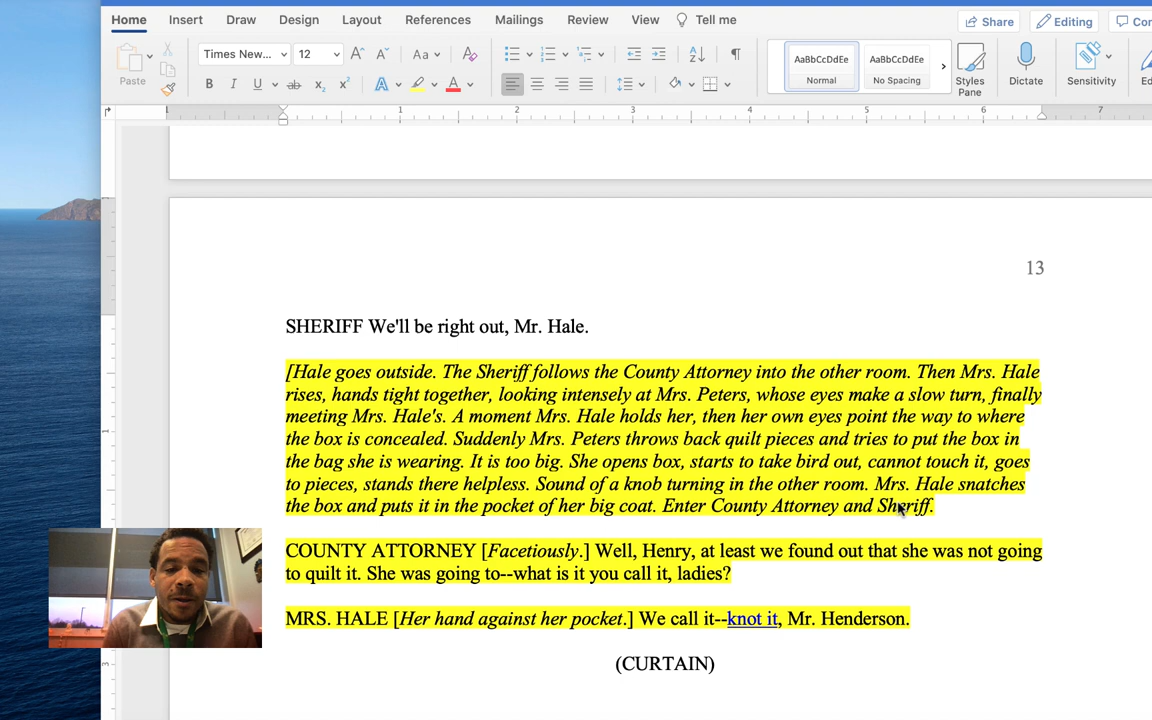 Home Insert Draw Design Layout References Mailings Review View Tell me Share Editing
Times New... 12 Aa AaBbCcDdEe AaBbCcDdEe
Paste Normal No Spacing Styles Pane Dictate Sensitivity
1 1 2 3 4 5 6 7
13
SHERIFF We'll be right out, Mr. Hale.
[Hale goes outside. The Sheriff follows the County Attorney into the other room. Then Mrs. Hale
rises, hands tight together, looking intensely at Mrs. Peters, whose eyes make a slow turn, finally
meeting Mrs. Hale's. A moment Mrs. Hale holds her, then her own eyes point the way to where
the box is concealed. Suddenly Mrs. Peters throws back quilt pieces and tries to put the box in
the bag she is wearing. It is too big. She opens box, starts to take bird out, cannot touch it, goes
to pieces, stands there helpless. Sound of a knob turning in the other room. Mrs. Hale snatches
the box and puts it in the pocket of her big coat. Enter County Attorney and Sheriff.
COUNTY ATTORNEY [Facetiously.] Well, Henry, at least we found out that she was not going
to quilt it. She was going to--what is it you call it, ladies?
MRS. HALE [Her hand against her pocket.] We call it--knot it, Mr. Henderson.
(CURTAIN)